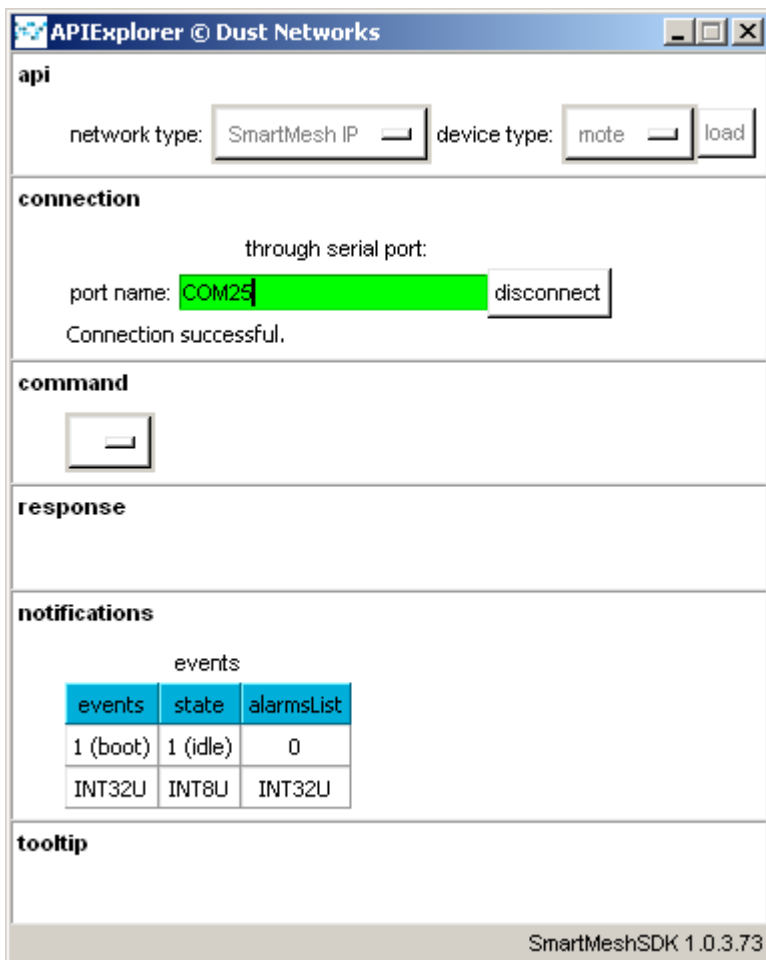 APIExplorer © Dust Networks
api
network type: SmartMesh IP device type: mote load
connection
through serial port:
port name: COM25 disconnect
Connection successful.
command
response
notifications
events
events state alarmsList
1 (boot) 1 (idle) 0
INT32U INT8U INT32U
tooltip
SmartMeshSDK 1.0.3.73